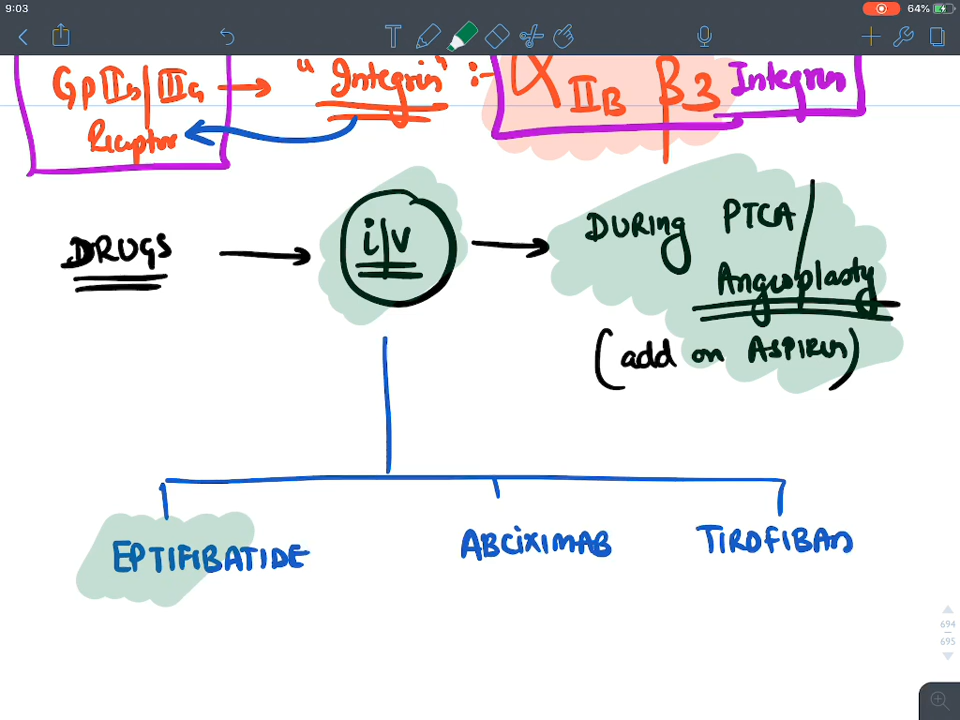 9:03
64%
GpIIb/IIIa → "Integrin" :- αIIB β3 Integrin
Receptor
DRUGS → i/v → DURING PTCA/
Angioplasty
(add on ASPIRIN)
EPTIFIBATIDE ABCIXIMAB TIROFIBAN
694
695